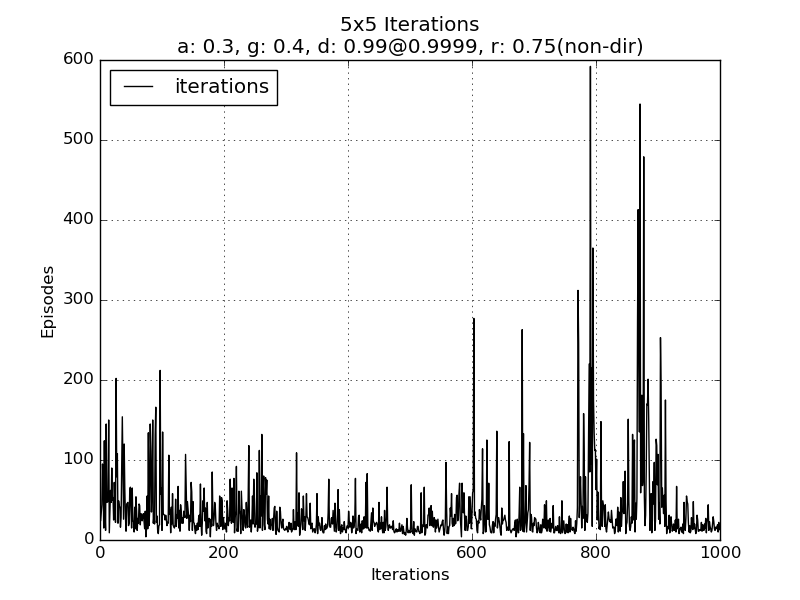 5x5 Iterations
a: 0.3, g: 0.4, d: 0.99@0.9999, r: 0.75(non-dir)
iterations
600
500
400
300
200
100
0
Episodes
0 200 400 600 800 1000
Iterations